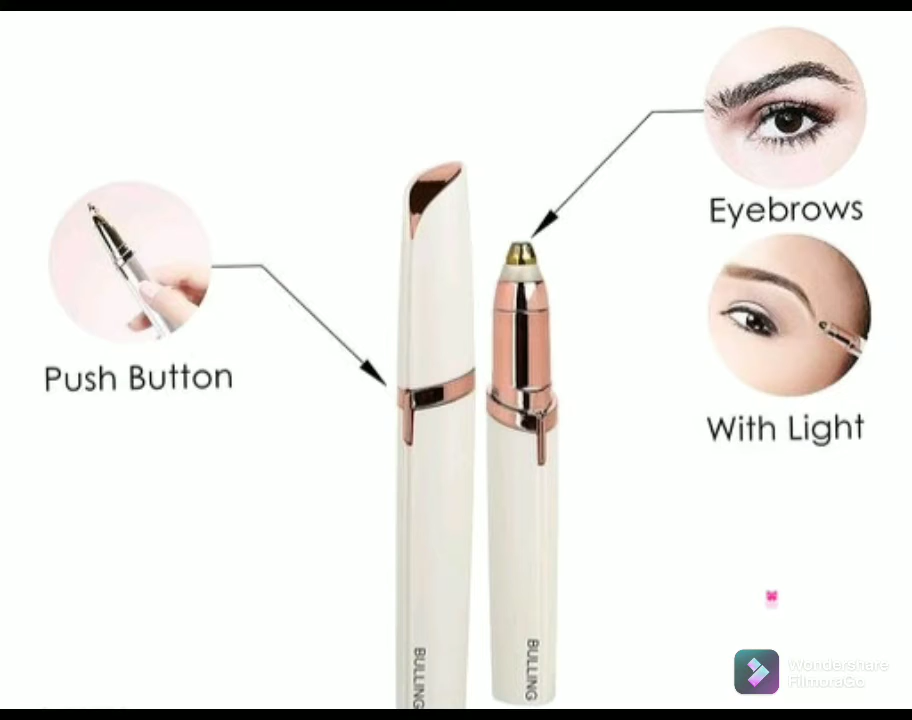 Eyebrows
Push Button
With Light
BULLING
BULLING
Wondershare
FilmoraGo